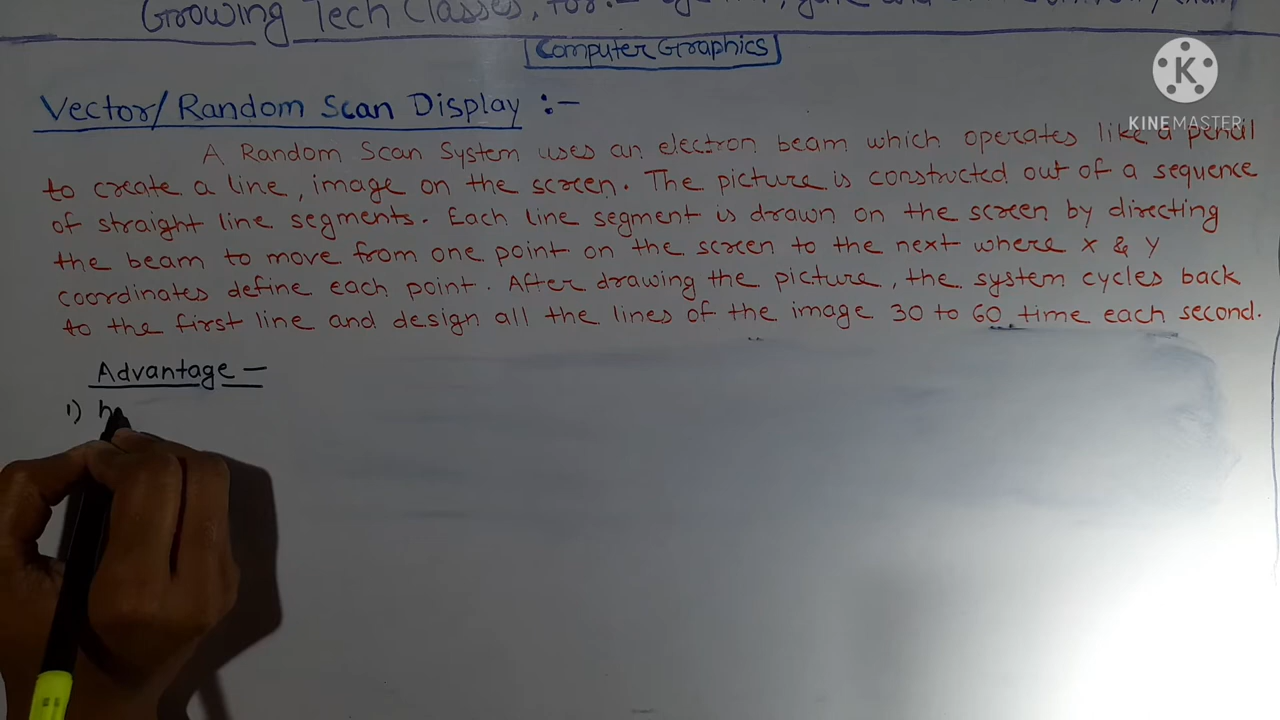 Growing Tech Classes, for:-
Computer Graphics
K
KINEMASTER
Vector/Random Scan Display :-
A Random Scan System uses an electron beam which operates like a pencil
to create a line, image on the screen. The picture is constructed out of a sequence
of straight line segments. Each line segment is drawn on the screen by directing
the beam to move from one point on the screen to the next where x & y
coordinates define each point. After drawing the picture, the system cycles back
to the first line and design all the lines of the image 30 to 60 time each second.
Advantage -
1)